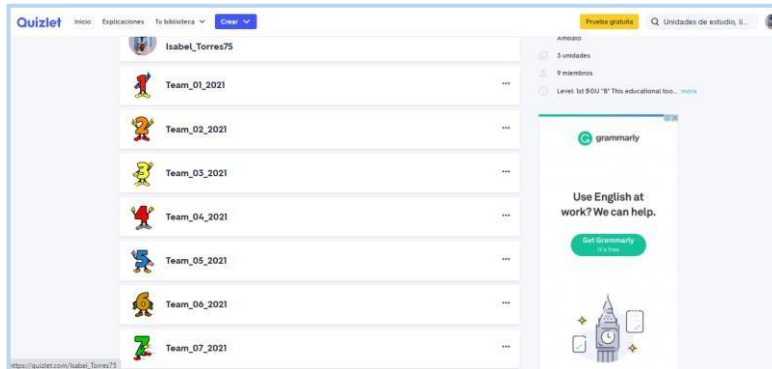 Quizlet Inicio Explicaciones Tu biblioteca Crear Prueba gratuita Unidades de estudio, li...
Isabel_Torres75
Team_01_2021
Team_02_2021
Team_03_2021
Team_04_2021
Team_05_2021
Team_06_2021
Team_07_2021
Ambato
3 unidades
9 miembros
Level: 1st BGU "B" This educational too... more
grammarly
Use English at
work? We can help.
Get Grammarly
It's free
https://quizlet.com/Isabel_Torres75